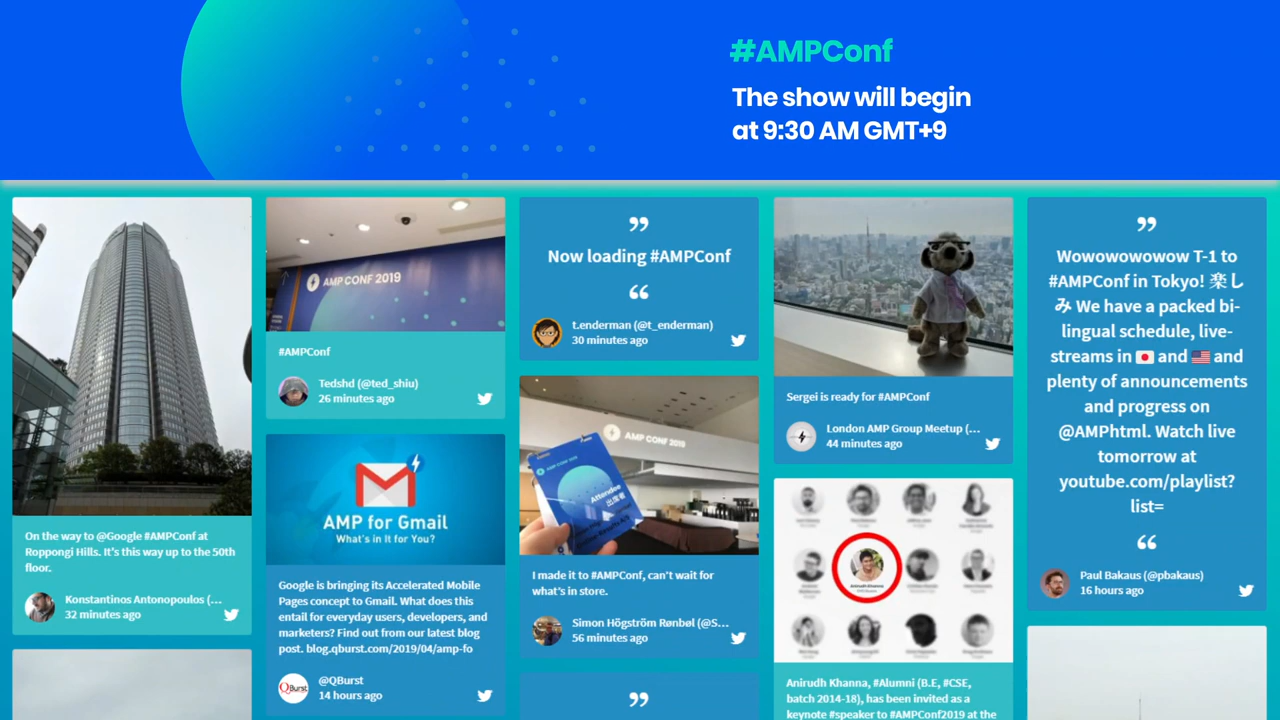 #AMPConf
The show will begin
at 9:30 AM GMT+9
On the way to @Google #AMPConf at
Roppongi Hills. It's this way up to the 50th
floor.
Konstantinos Antonopoulos (...
32 minutes ago
AMP CONF 2019
#AMPConf
Tedshd (@ted_shiu)
26 minutes ago
AMP for Gmail
What's in It for You?
Google is bringing its Accelerated Mobile
Pages concept to Gmail. What does this
entail for everyday users, developers, and
marketers? Find out from our latest blog
post. blog.qburst.com/2019/04/amp-fo
QBurst
@QBurst
14 hours ago
”
Now loading #AMPConf
“
t.enderman (@t_enderman)
30 minutes ago
AMP CONF 2019
Attendee
出席者
I made it to #AMPConf, can't wait for
what's in store.
Simon Högström Rønbøl (@S...
56 minutes ago
”
Sergei is ready for #AMPConf
London AMP Group Meetup (...
44 minutes ago
Anirudh Khanna
Anirudh Khanna, #Alumni (B.E, #CSE,
batch 2014-18), has been invited as a
keynote #speaker to #AMPConf2019 at the
”
Wowowowowow T-1 to
#AMPConf in Tokyo! 楽し
み We have a packed bi-
lingual schedule, live-
streams in 🇯🇵 and 🇺🇸 and
plenty of announcements
and progress on
@AMPhtml. Watch live
tomorrow at
youtube.com/playlist?
list=
“
Paul Bakaus (@pbakaus)
16 hours ago